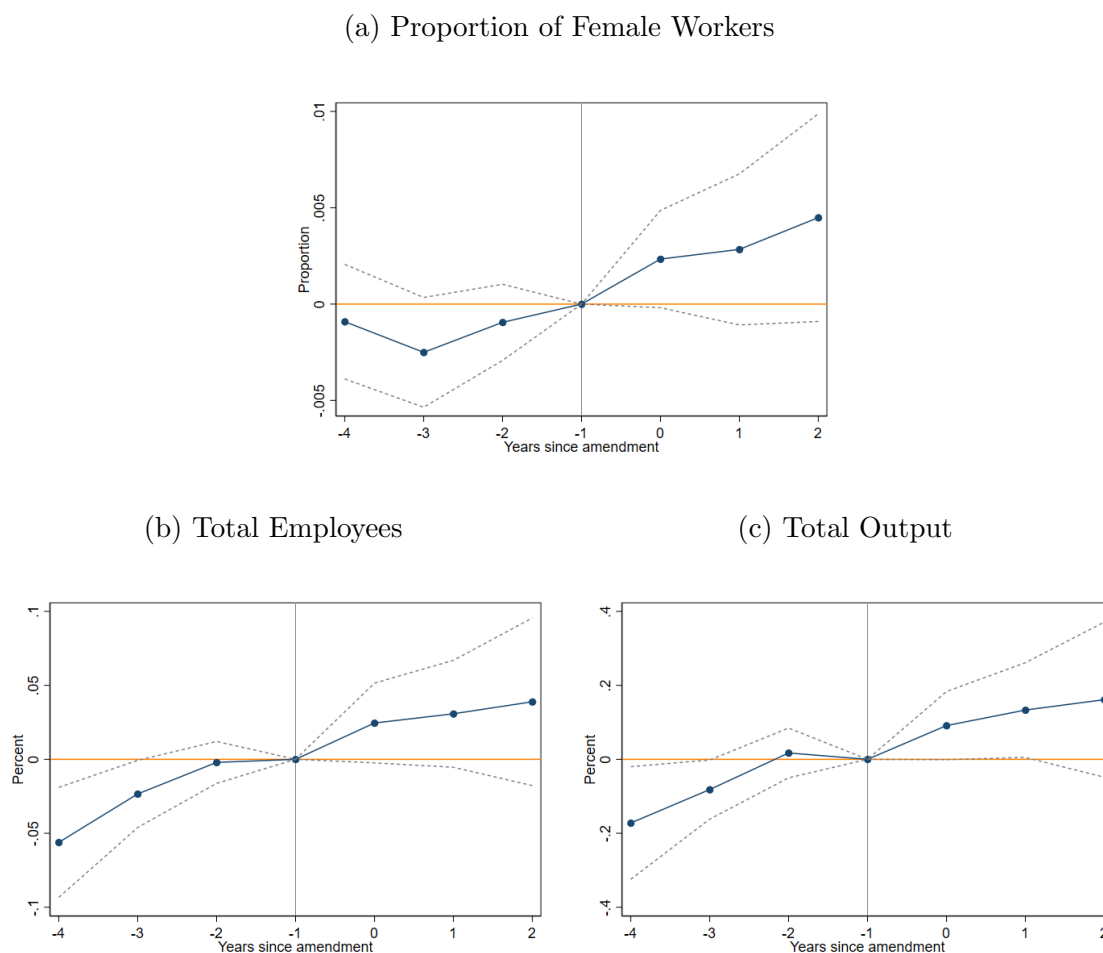 (a) Proportion of Female Workers
Proportion
.01
.005
0
-.005
-4 -3 -2 -1 0 1 2
Years since amendment
(b) Total Employees
Percent
.1
.05
0
-.05
-.1
-4 -3 -2 -1 0 1 2
Years since amendment
(c) Total Output
Percent
.4
.2
0
-.2
-.4
-4 -3 -2 -1 0 1 2
Years since amendment